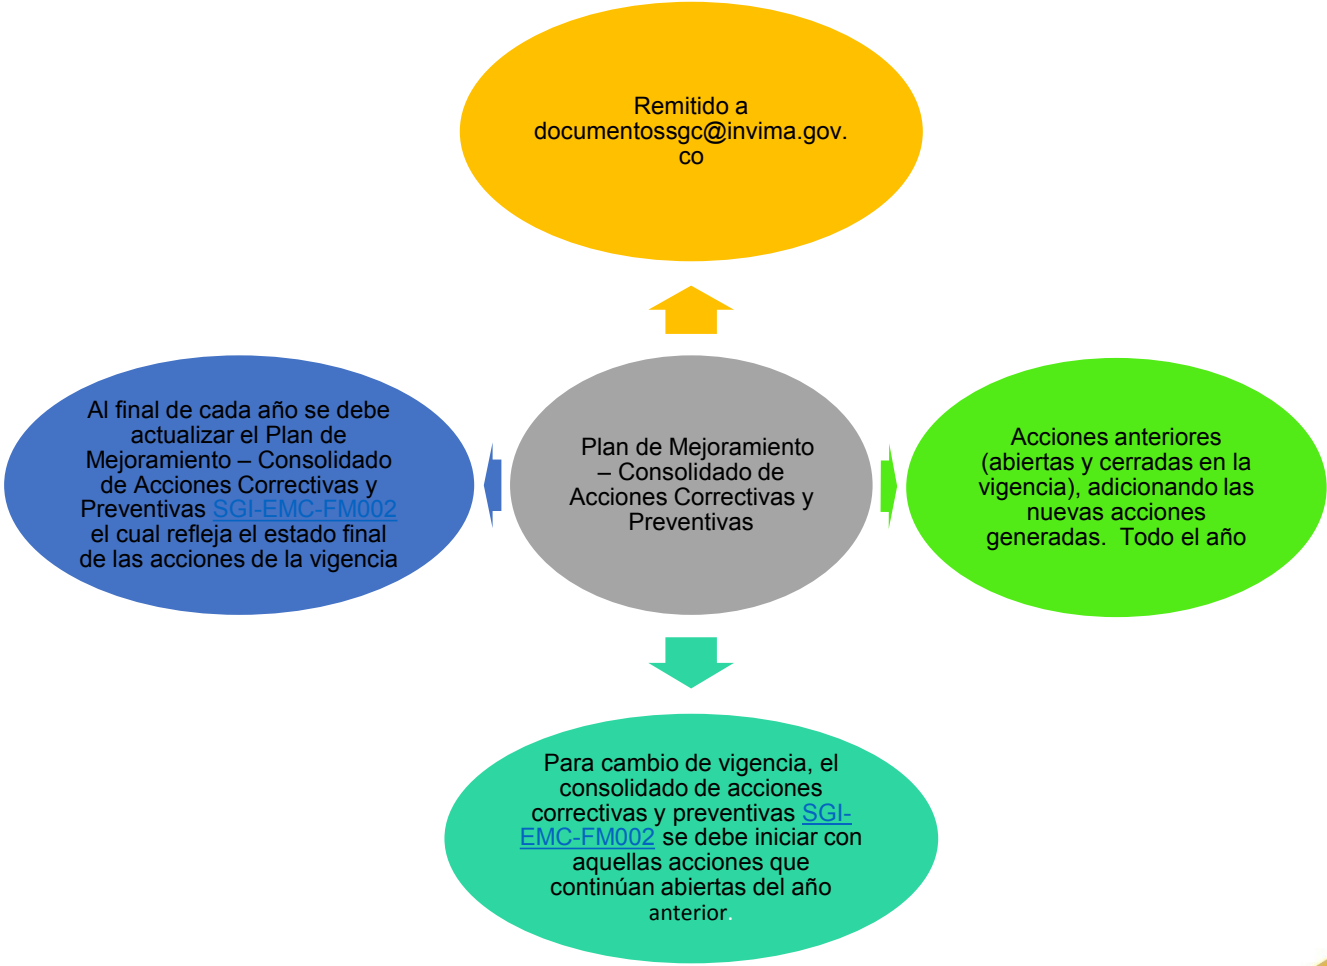 Remitido a
documentossgc@invima.gov.
co
Al final de cada año se debe
actualizar el Plan de
Mejoramiento – Consolidado
de Acciones Correctivas y
Preventivas SGI-EMC-FM002
el cual refleja el estado final
de las acciones de la vigencia
Plan de Mejoramiento
– Consolidado de
Acciones Correctivas y
Preventivas
Acciones anteriores
(abiertas y cerradas en la
vigencia), adicionando las
nuevas acciones
generadas.  Todo el año
Para cambio de vigencia, el
consolidado de acciones
correctivas y preventivas SGI-
EMC-FM002 se debe iniciar con
aquellas acciones que
continúan abiertas del año
anterior.